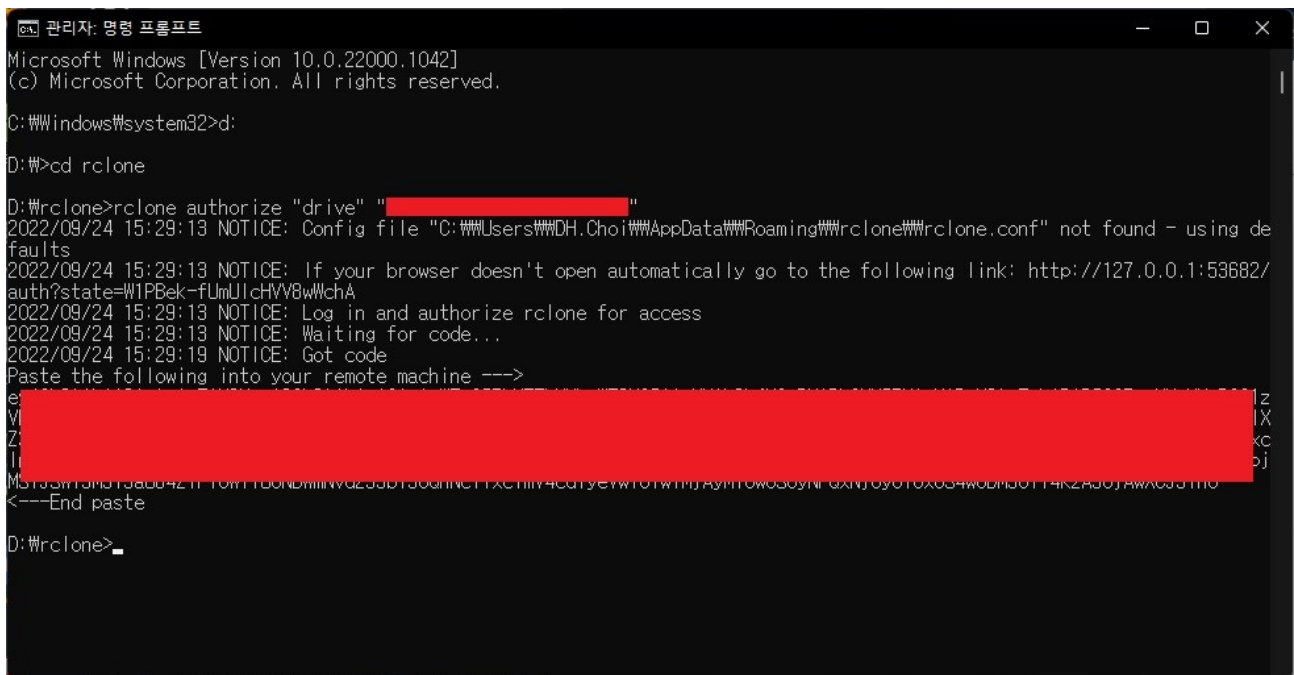 관리자: 명령 프롬프트
Microsoft Windows [Version 10.0.22000.1042]
(c) Microsoft Corporation. All rights reserved.
C:₩Windows₩system32>d:
D:₩>cd rclone
D:₩rclone>rclone authorize "drive" " "
2022/09/24 15:29:13 NOTICE: Config file "C:₩₩Users₩₩DH.Choi₩₩AppData₩₩Roaming₩₩rclone₩₩rclone.conf" not found - using de
faults
2022/09/24 15:29:13 NOTICE: If your browser doesn't open automatically go to the following link: http://127.0.0.1:53682/
auth?state=W1PBek-fUmUIcHVV8wWchA
2022/09/24 15:29:13 NOTICE: Log in and authorize rclone for access
2022/09/24 15:29:13 NOTICE: Waiting for code...
2022/09/24 15:29:19 NOTICE: Got code
Paste the following into your remote machine --->
<---End paste
D:₩rclone>